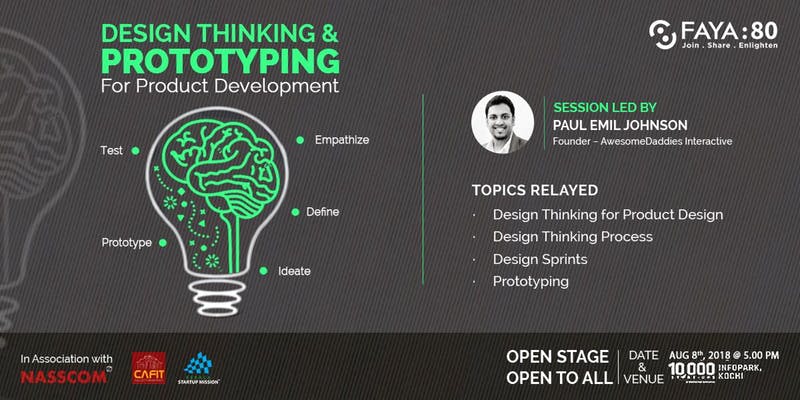 DESIGN THINKING &
PROTOTYPING
For Product Development
Test
Empathize
Define
Prototype
Ideate
FAYA:80
Join . Share . Enlighten
SESSION LED BY
PAUL EMIL JOHNSON
Founder – AwesomeDaddies Interactive
TOPICS RELAYED
· Design Thinking for Product Design
· Design Thinking Process
· Design Sprints
· Prototyping
In Association with
NASSCOM
CAFIT
KERALA
STARTUP MISSION
OPEN STAGE
OPEN TO ALL
DATE
&
VENUE
AUG 8th, 2018 @ 5.00 PM
10,000
INFOPARK,
KOCHI